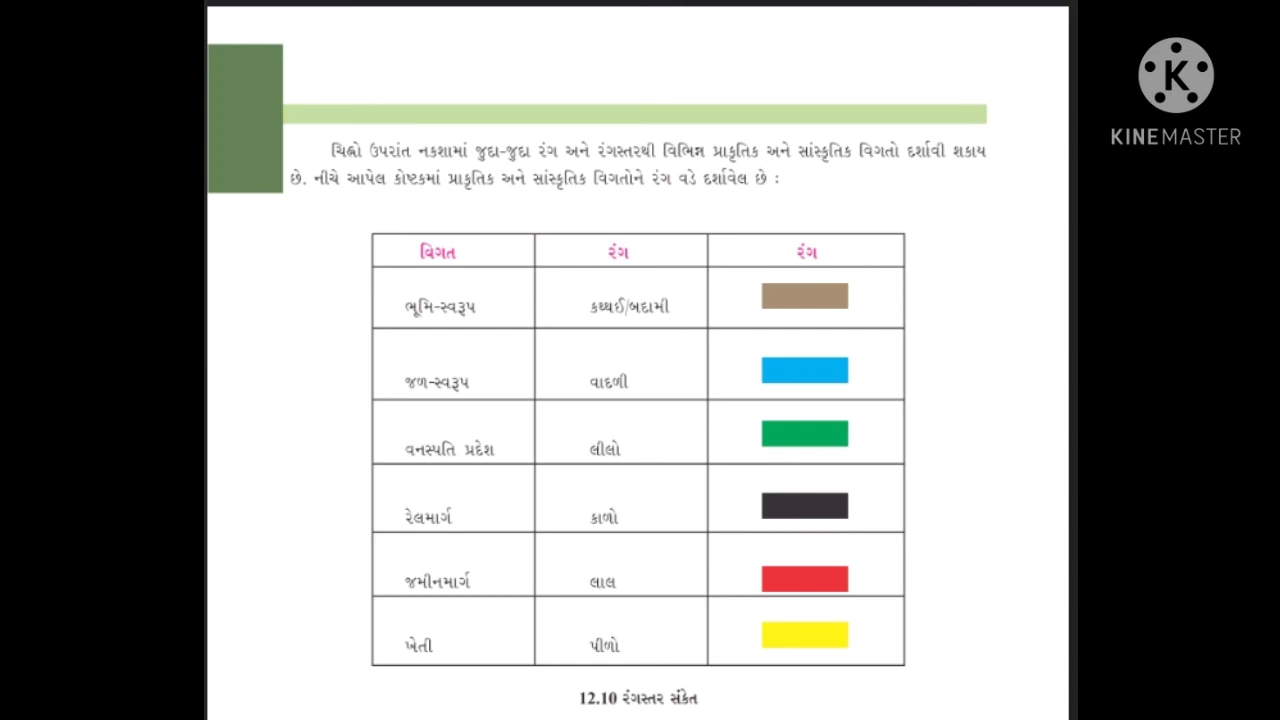 ચિહ્નો ઉપરાંત નકશામાં જુદા-જુદા રંગ અને રંગસ્તરથી વિભિન્ન પ્રાકૃતિક અને સાંસ્કૃતિક વિગતો દર્શાવી શકાય
છે. નીચે આપેલ કોષ્ટકમાં પ્રાકૃતિક અને સાંસ્કૃતિક વિગતોને રંગ વડે દર્શાવેલ છે :
વિગત રંગ રંગ
ભૂમિ-સ્વરૂપ કથ્થઈ/બદામી
જળ-સ્વરૂપ વાદળી
વનસ્પતિ પ્રદેશ લીલો
રેલમાર્ગ કાળો
જમીનમાર્ગ લાલ
ખેતી પીળો
12.10 રંગસ્તર સંકેત
K
KINEMASTER